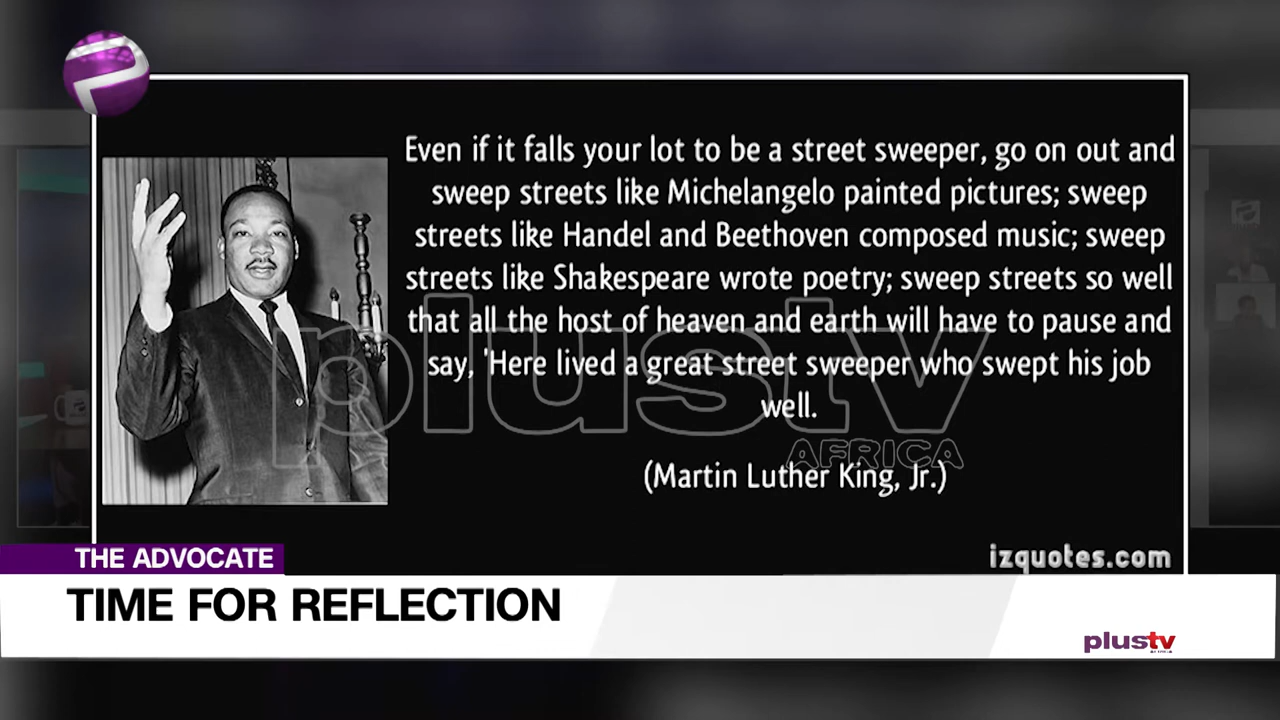 Even if it falls your lot to be a street sweeper, go on out and
sweep streets like Michelangelo painted pictures; sweep
streets like Handel and Beethoven composed music; sweep
streets like Shakespeare wrote poetry; sweep streets so well
that all the host of heaven and earth will have to pause and
say, 'Here lived a great street sweeper who swept his job
well.
(Martin Luther King, Jr.)
plustv
AFRICA
izquotes.com
THE ADVOCATE
TIME FOR REFLECTION
plustv
AFRICA